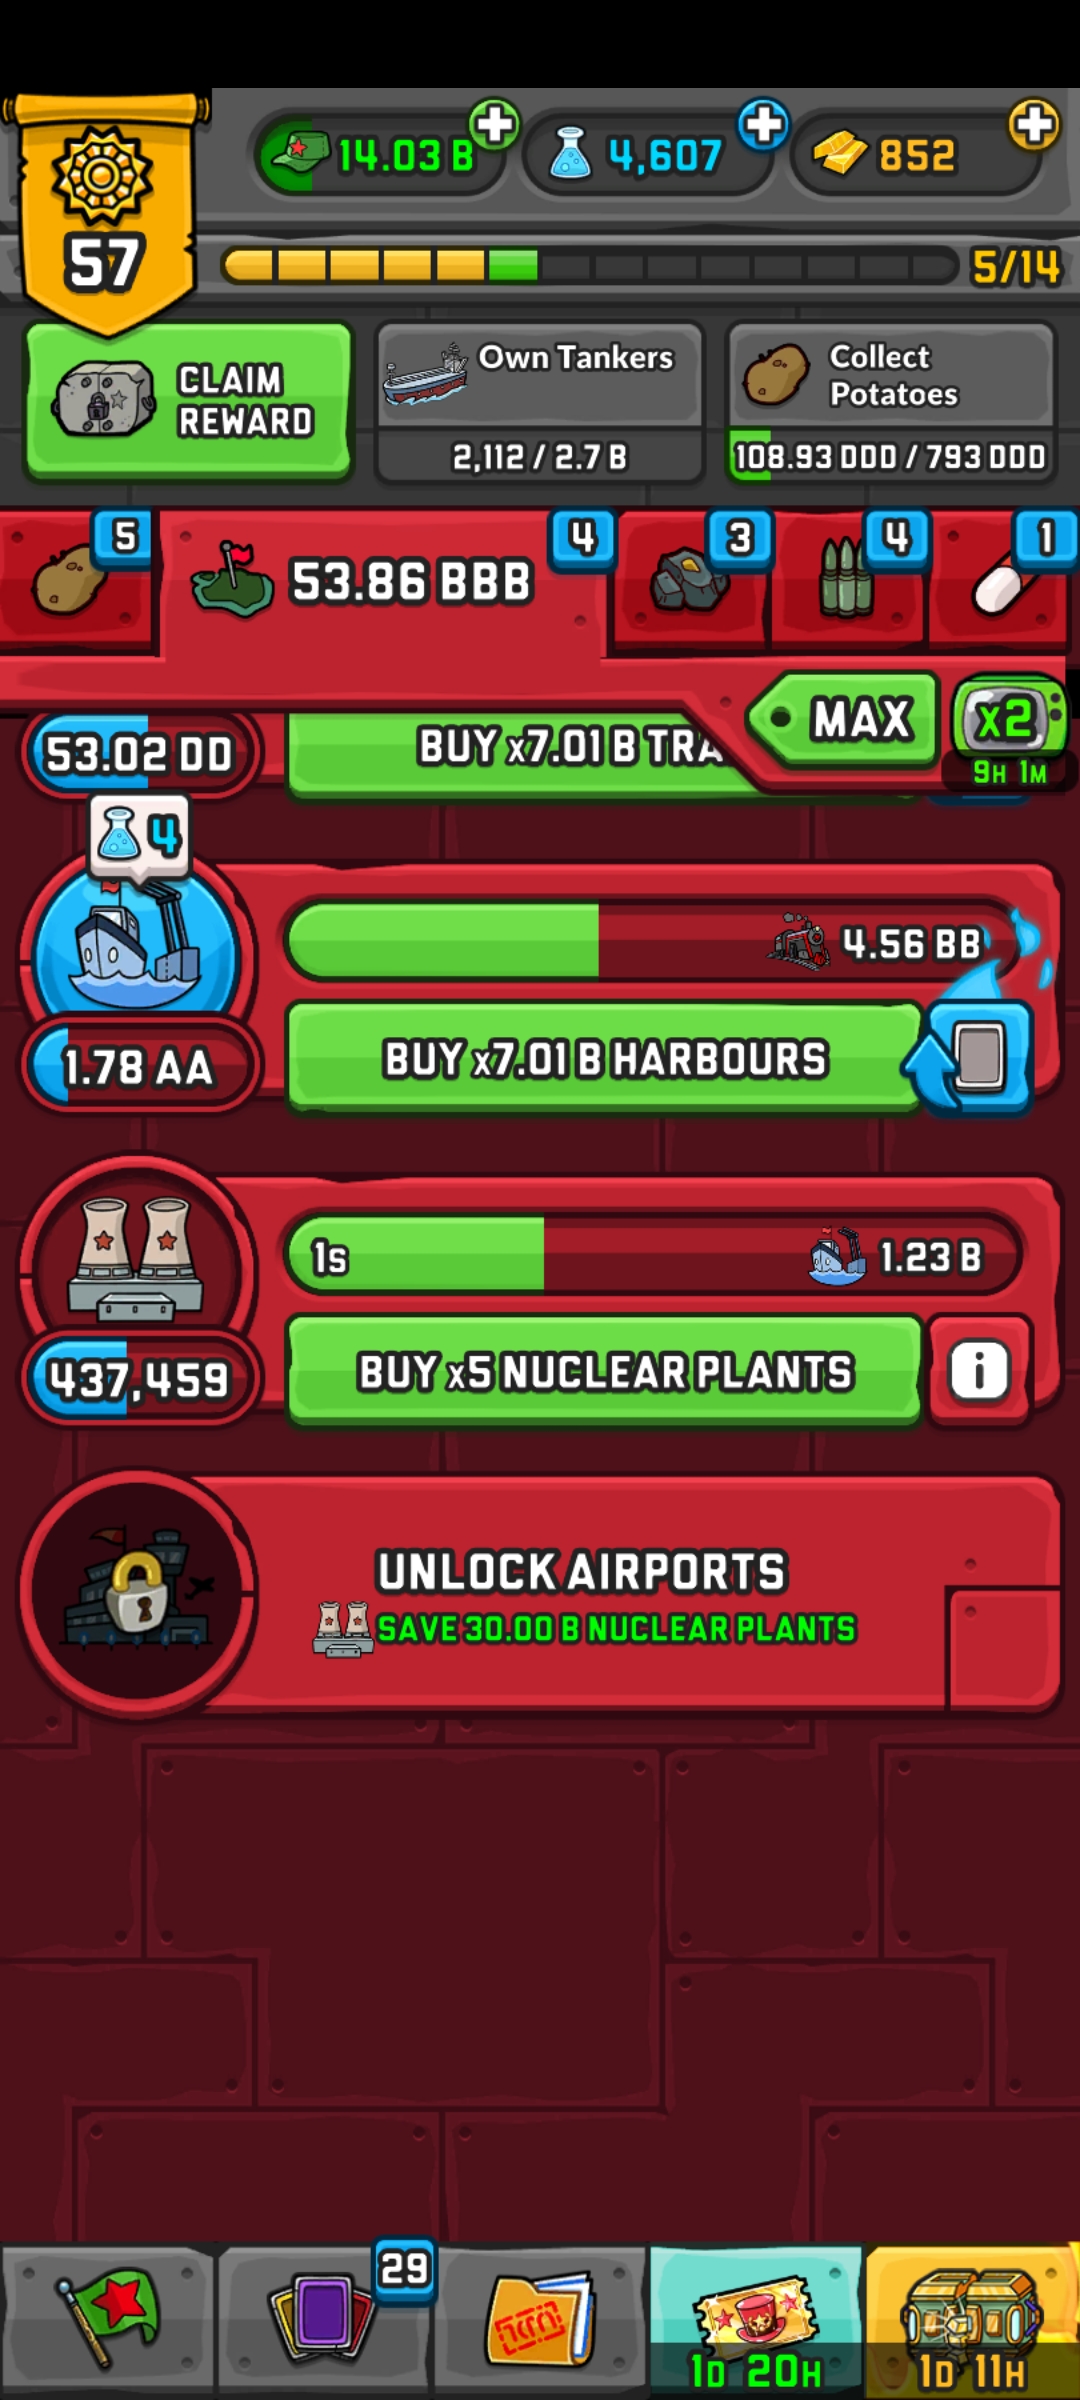 57
14.03 B
4,607
852
5/14
CLAIM
REWARD
Own Tankers
2,112 / 2.7 B
Collect
Potatoes
108.93 DDD / 793 DDD
5
53.86 BBB
4
3
4
1
53.02 DD
BUY x7.01 B TRA
MAX
x2
9H 1M
4
4.56 BB
1.78 AA
BUY x7.01 B HARBOURS
1s
1.23 B
437,459
BUY x5 NUCLEAR PLANTS
i
UNLOCK AIRPORTS
SAVE 30.00 B NUCLEAR PLANTS
29
1D 20H
1D 11H